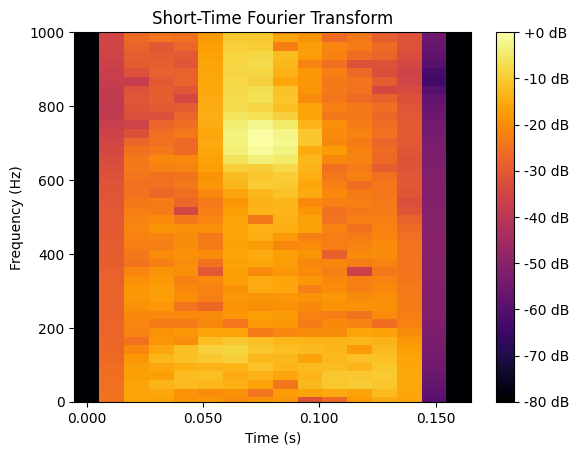 Short-Time Fourier Transform
Frequency (Hz)
1000
800
600
400
200
0
0.000
0.050
0.100
0.150
Time (s)
+0 dB
-10 dB
-20 dB
-30 dB
-40 dB
-50 dB
-60 dB
-70 dB
-80 dB